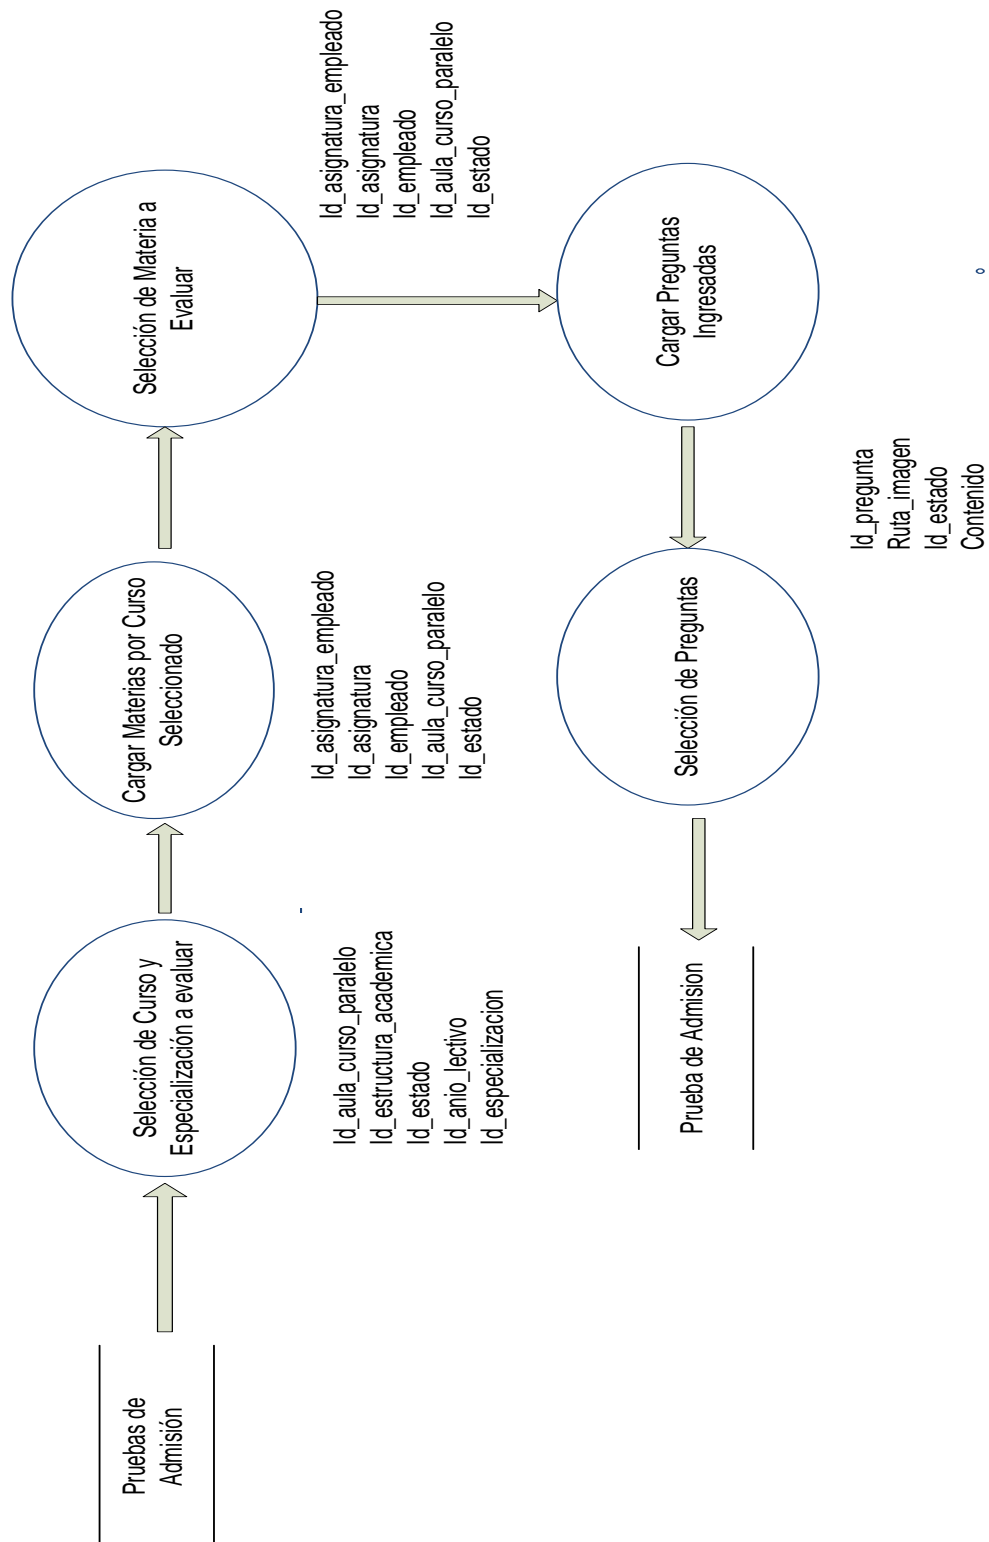 Pruebas de
Admisión
Selección de Curso y
Especialización a evaluar
Id_aula_curso_paralelo
Id_estructura_academica
Id_estado
Id_anio_lectivo
Id_especializacion
Cargar Materias por Curso
Seleccionado
Id_asignatura_empleado
Id_asignatura
Id_empleado
Id_aula_curso_paralelo
Id_estado
Selección de Materia a
Evaluar
Id_asignatura_empleado
Id_asignatura
Id_empleado
Id_aula_curso_paralelo
Id_estado
Cargar Preguntas
Ingresadas
Id_pregunta
Ruta_imagen
Id_estado
Contenido
Selección de Preguntas
Prueba de Admision